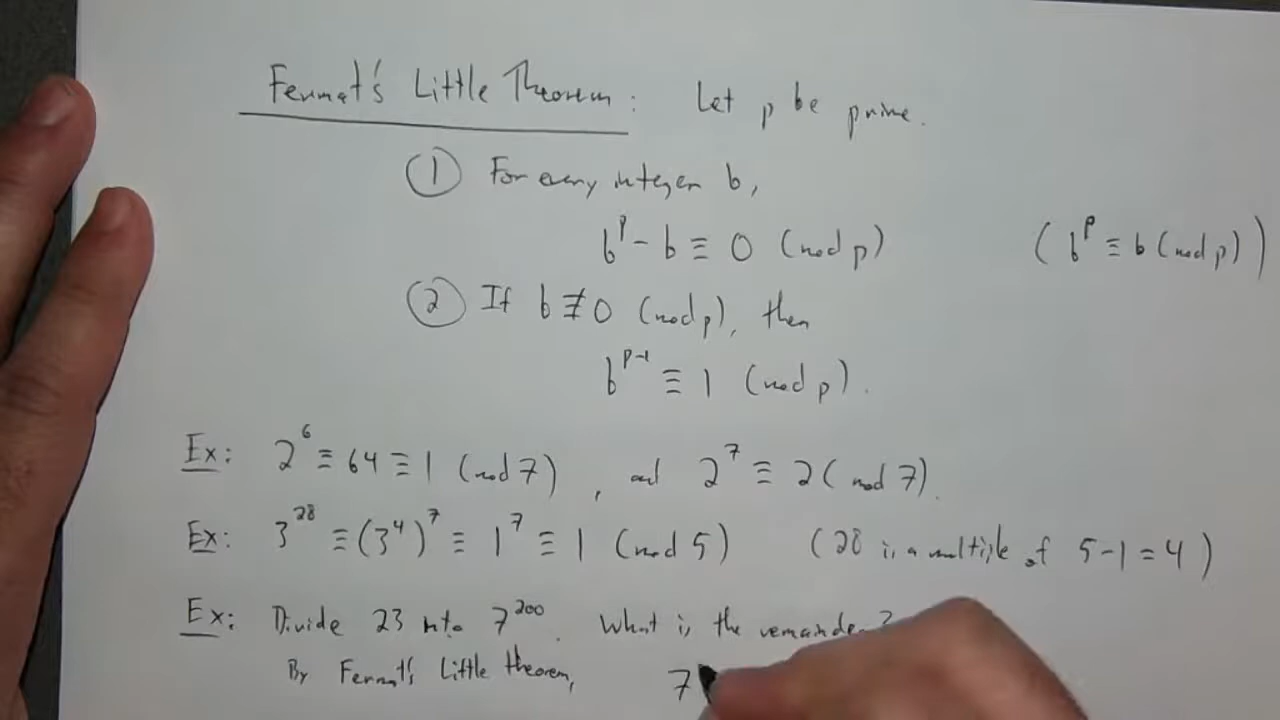 Fermat's Little Theorem: Let p be prime.
① For every integer b,
b^p - b ≡ 0 (mod p) (b^p ≡ b (mod p))
② If b ≢ 0 (mod p), then
b^{p-1} ≡ 1 (mod p).
Ex: 2^6 ≡ 64 ≡ 1 (mod 7), and 2^7 ≡ 2 (mod 7).
Ex: 3^28 ≡ (3^4)^7 ≡ 1^7 ≡ 1 (mod 5) (28 is a multiple of 5-1=4)
Ex: Divide 23 into 7^200. What is the remainder?
By Fermat's Little theorem, 7